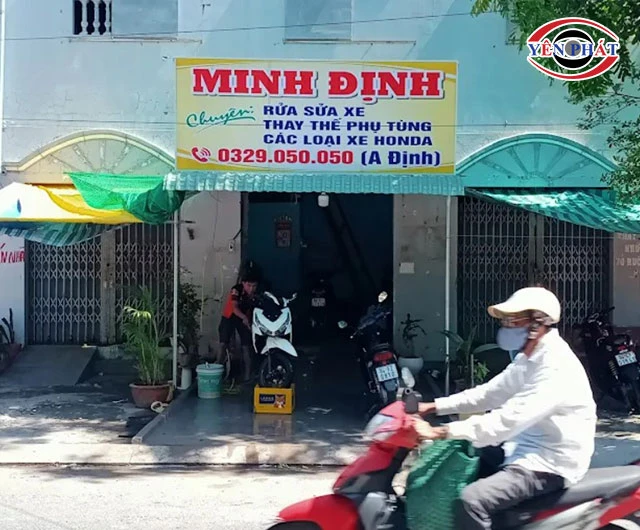 YÊN PHÁT
MINH ĐỊNH
Chuyên:
RỬA SỬA XE
THAY THẾ PHỤ TÙNG
CÁC LOẠI XE HONDA
0329.050.050 (A Định)